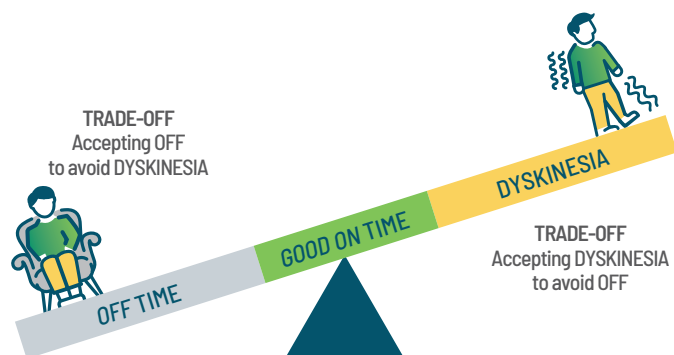 TRADE-OFF
Accepting OFF
to avoid DYSKINESIA
OFF TIME
GOOD ON TIME
DYSKINESIA
TRADE-OFF
Accepting DYSKINESIA
to avoid OFF